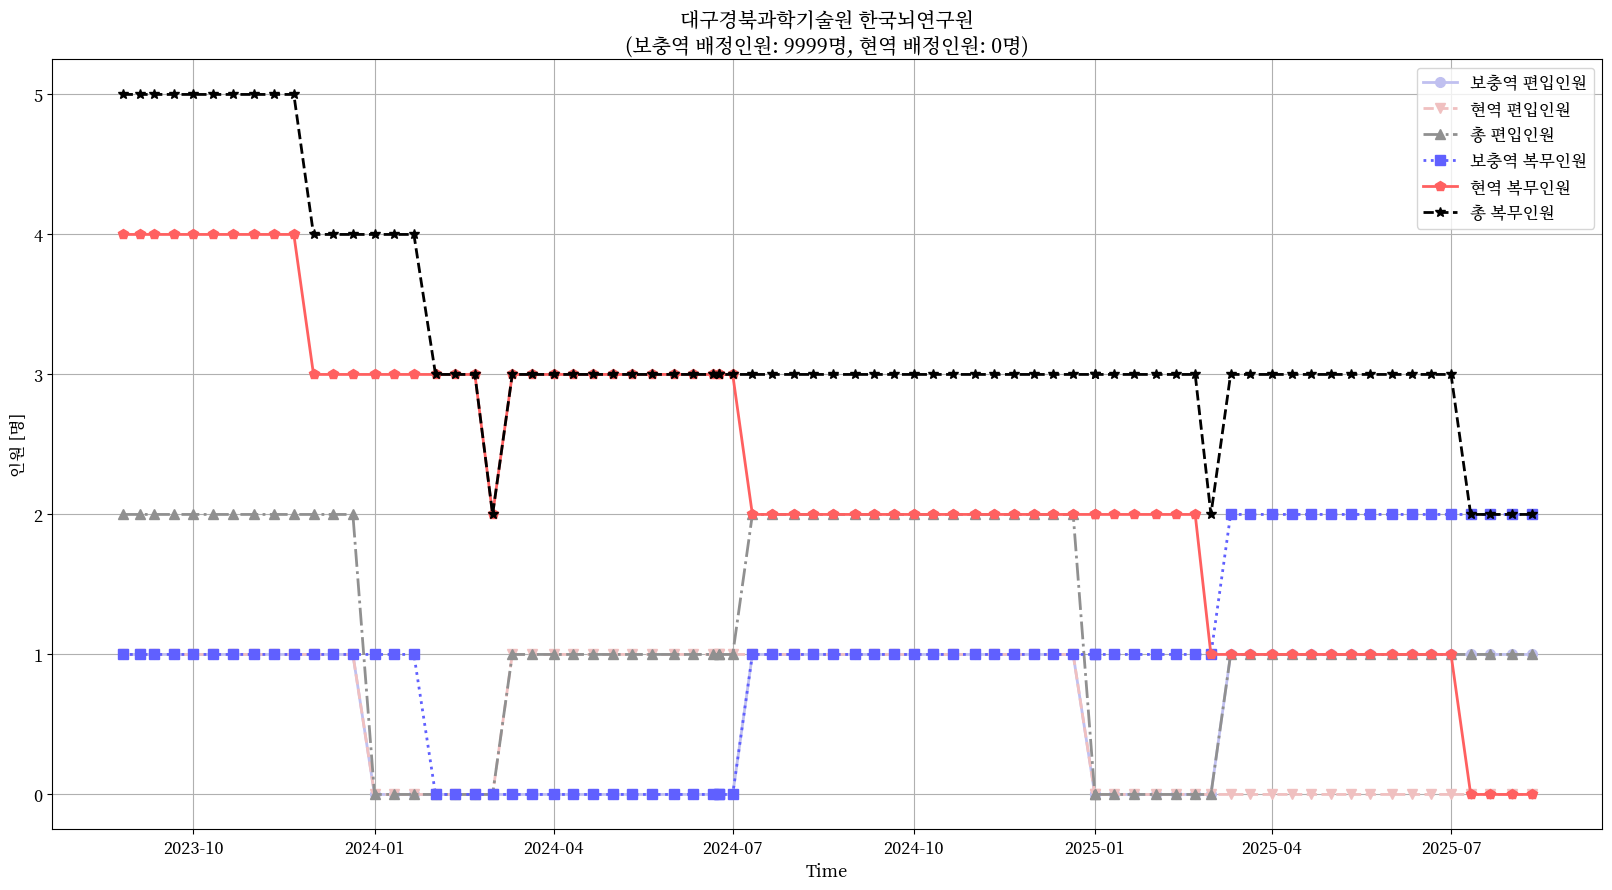 대구경북과학기술원 한국뇌연구원
(보충역 배정인원: 9999명, 현역 배정인원: 0명)
보충역 편입인원
현역 편입인원
총 편입인원
보충역 복무인원
현역 복무인원
총 복무인원
인원 [명]
5
4
3
2
1
0
2023-10
2024-01
2024-04
2024-07
2024-10
2025-01
2025-04
2025-07
Time